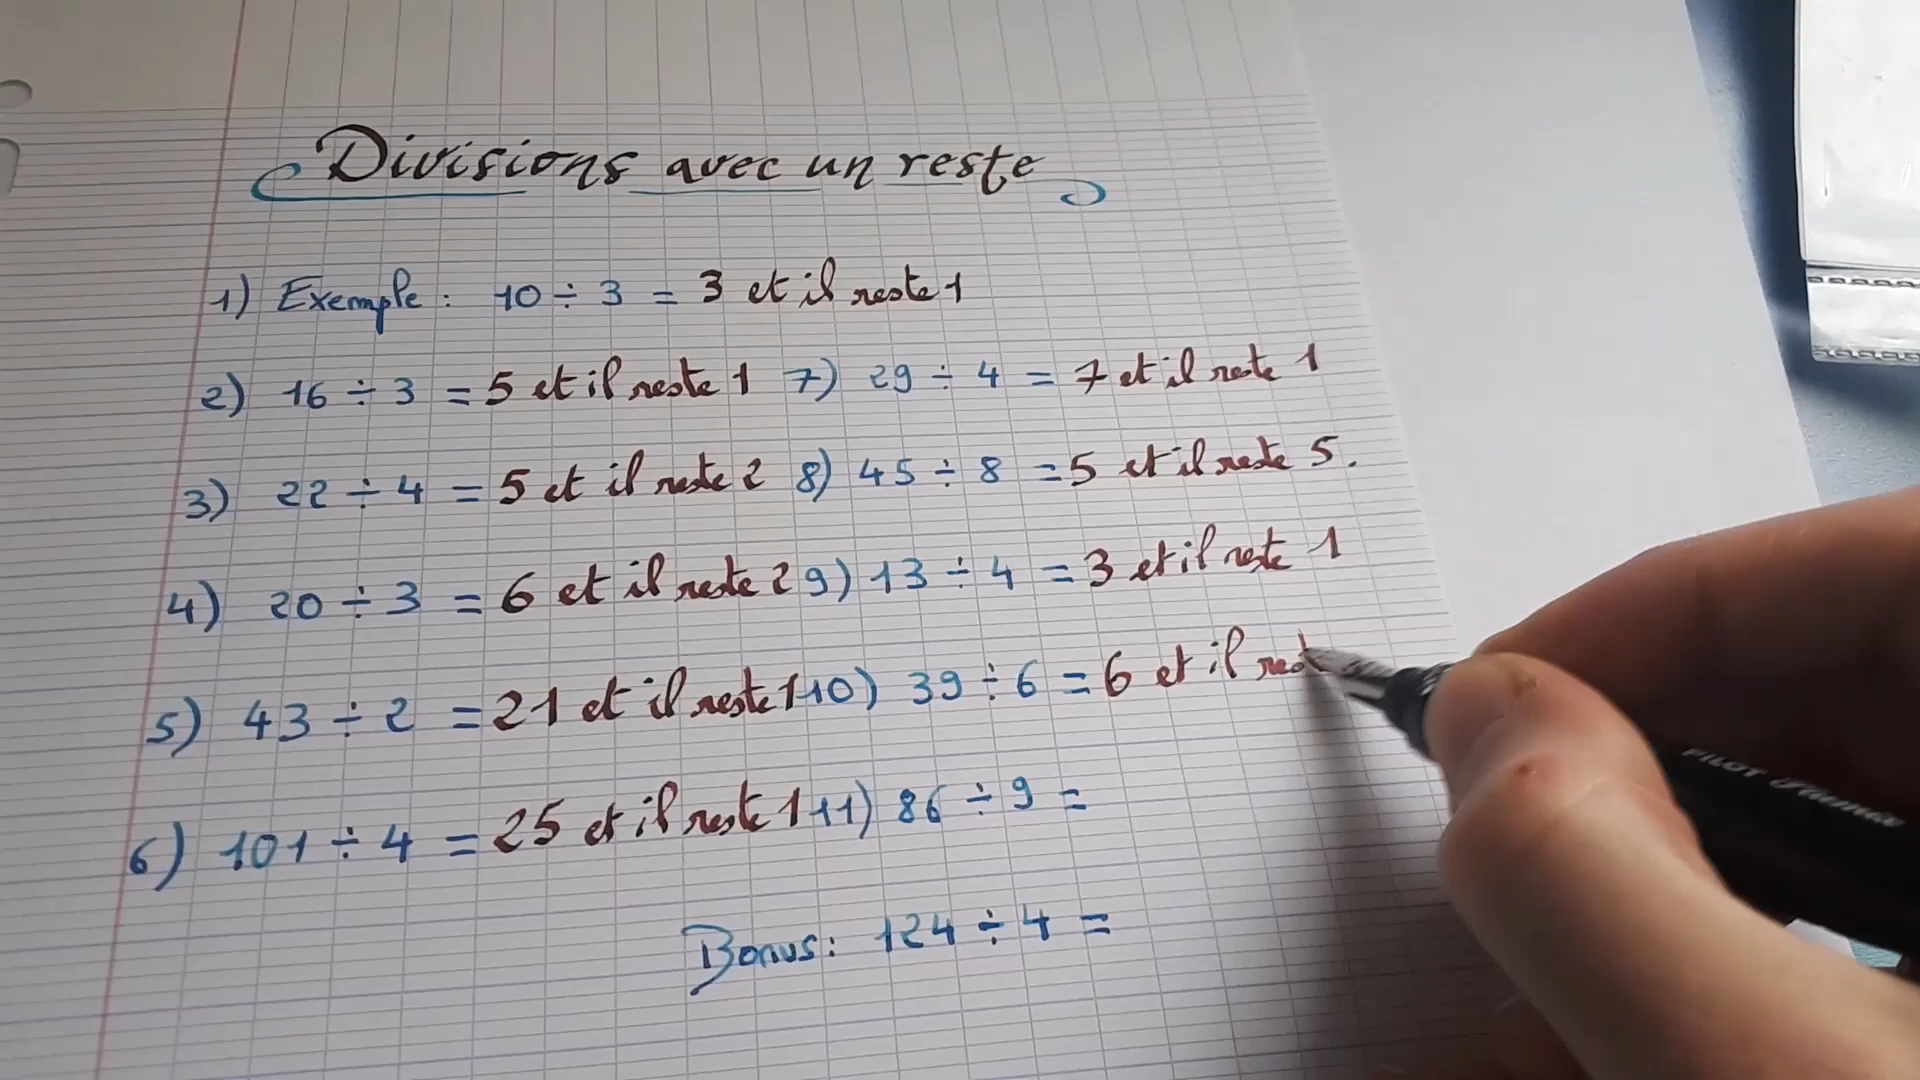 Divisions avec un reste
1) Exemple : 10 ÷ 3 = 3 et il reste 1
2) 16 ÷ 3 = 5 et il reste 1
3) 22 ÷ 4 = 5 et il reste 2
4) 20 ÷ 3 = 6 et il reste 2
5) 43 ÷ 2 = 21 et il reste 1
6) 101 ÷ 4 = 25 et il reste 1
7) 29 ÷ 4 = 7 et il reste 1
8) 45 ÷ 8 = 5 et il reste 5.
9) 13 ÷ 4 = 3 et il reste 1
10) 39 ÷ 6 = 6 et il rest
11) 86 ÷ 9 =
Bonus : 124 ÷ 4 =
PILOT